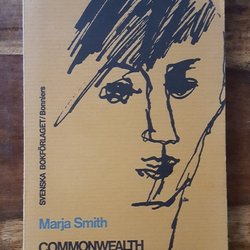 SVENSKA BOKFÖRLAGET/Bonniers
Marja Smith
COMMONWEALTH